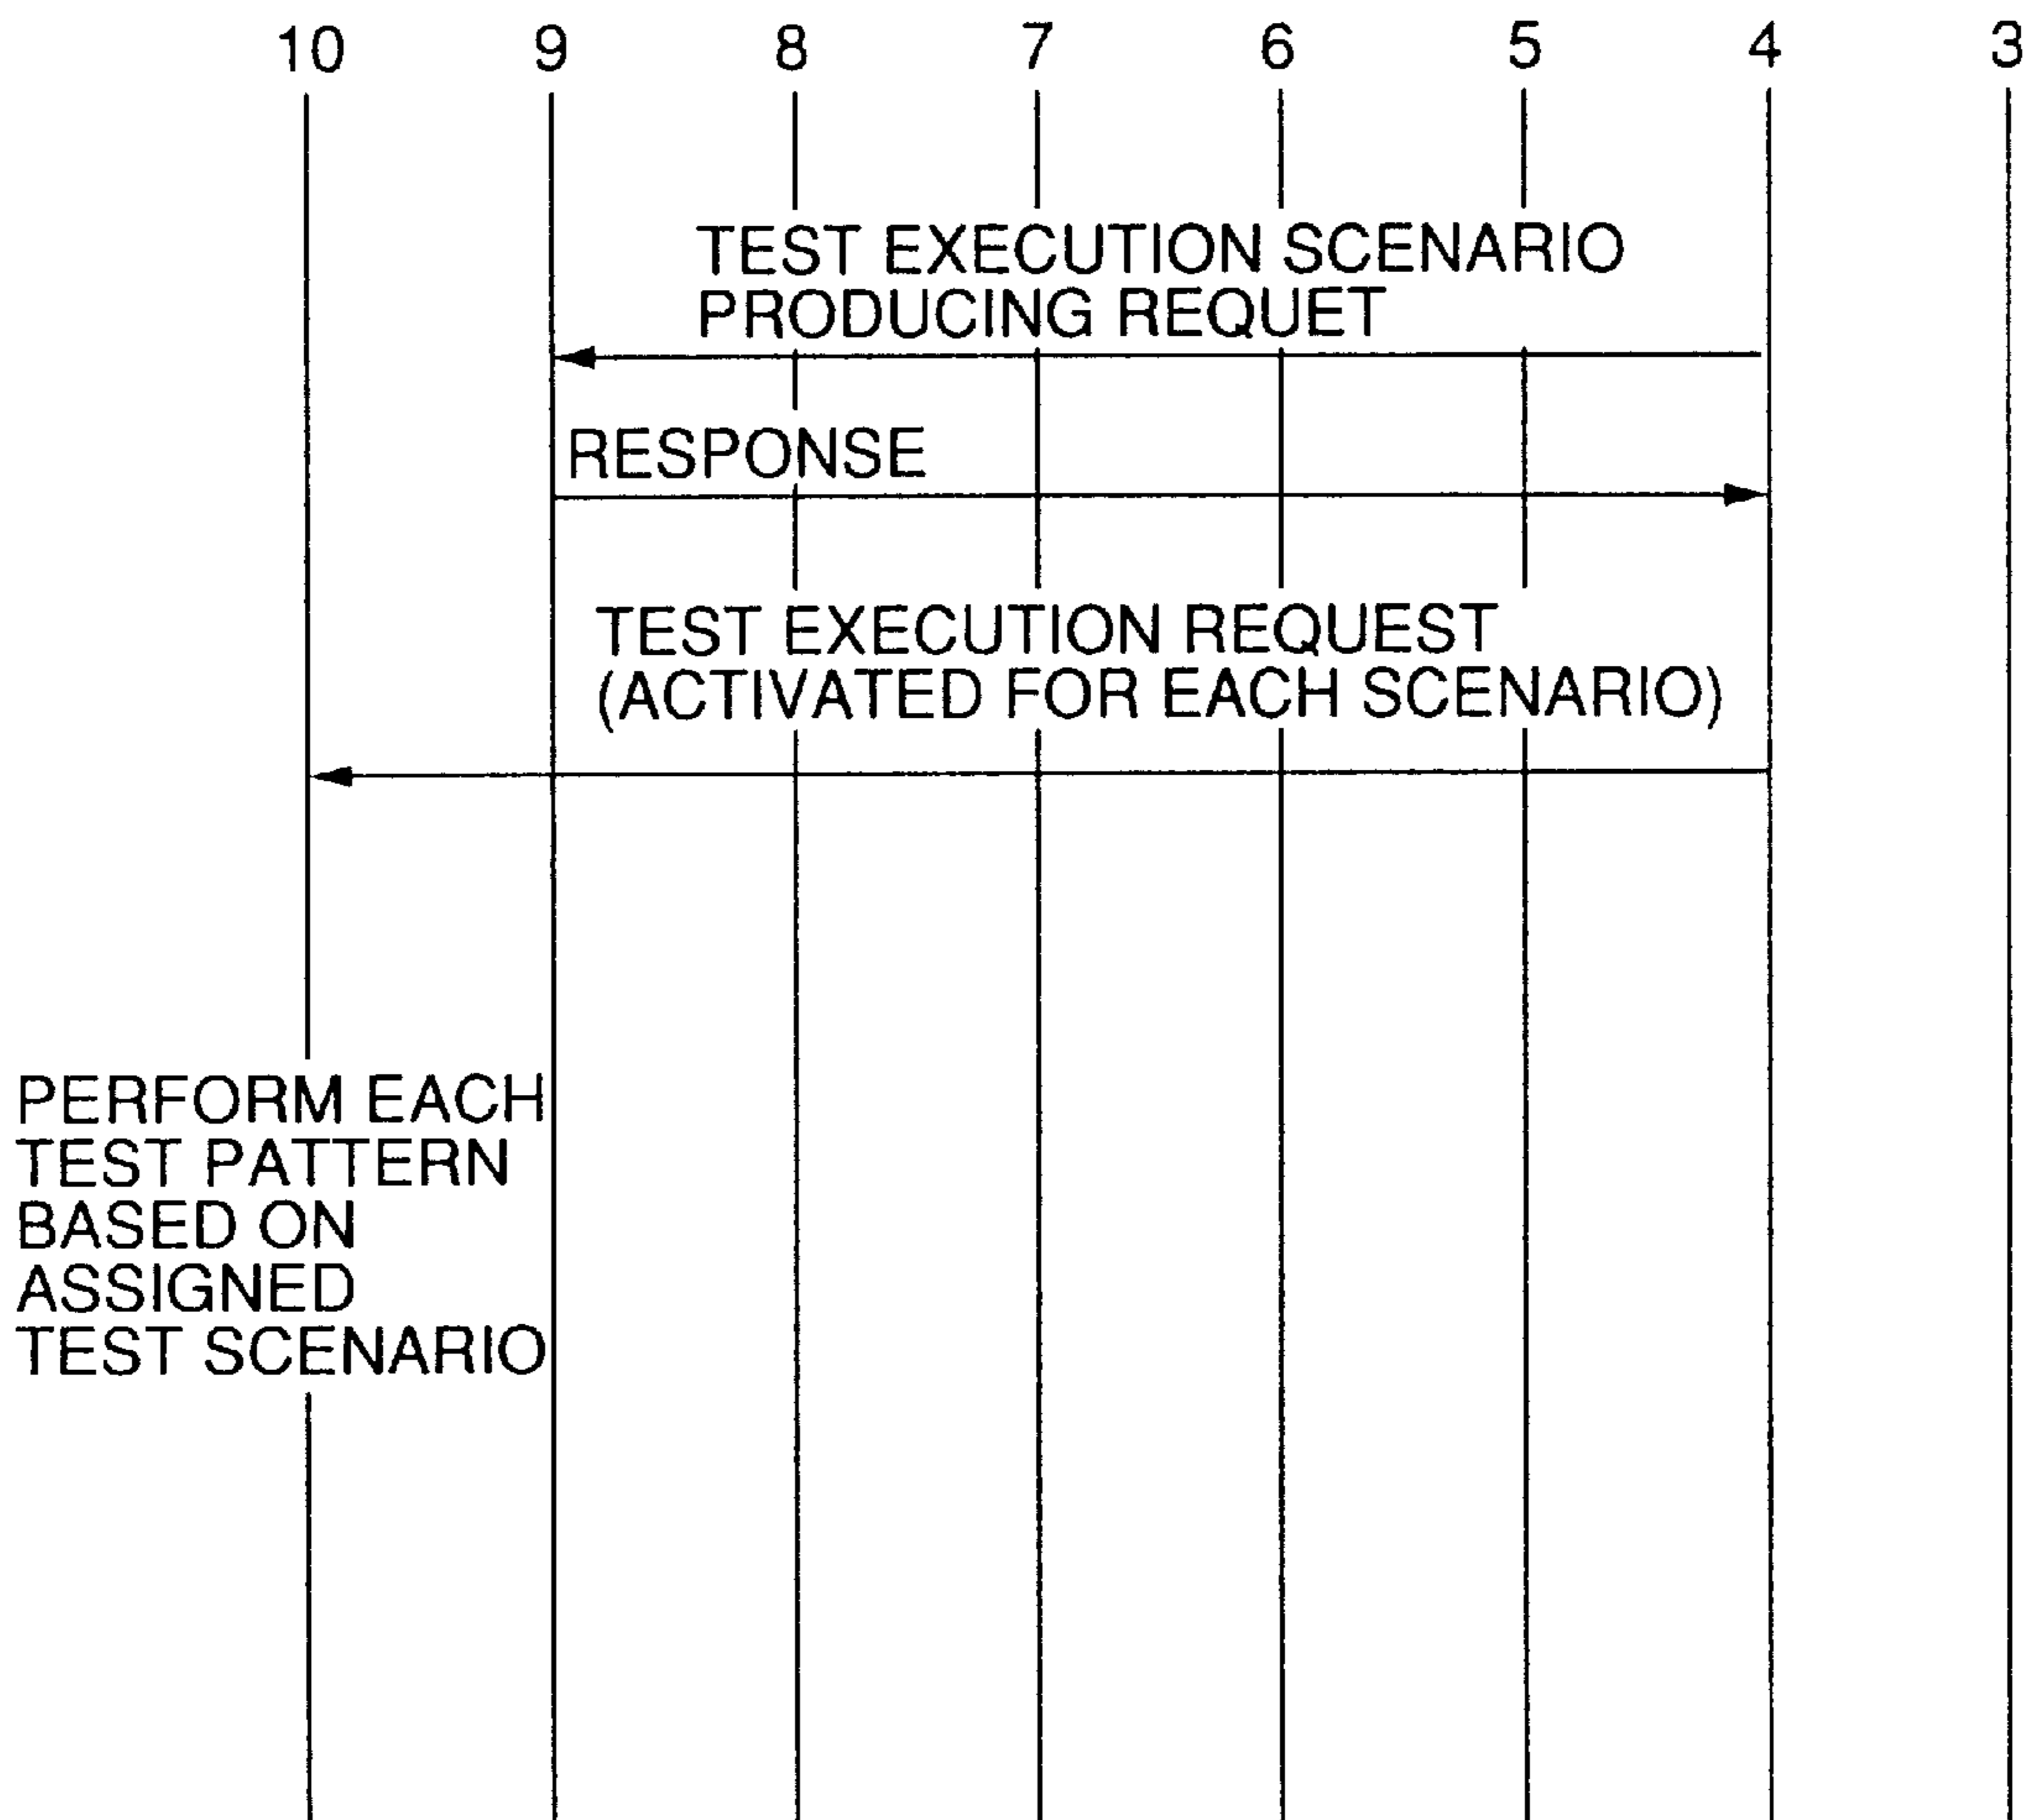 10 9 8 7 6 5 4 3
TEST EXECUTION SCENARIO
PRODUCING REQUET
RESPONSE
TEST EXECUTION REQUEST
(ACTIVATED FOR EACH SCENARIO)
PERFORM EACH
TEST PATTERN
BASED ON
ASSIGNED
TEST SCENARIO